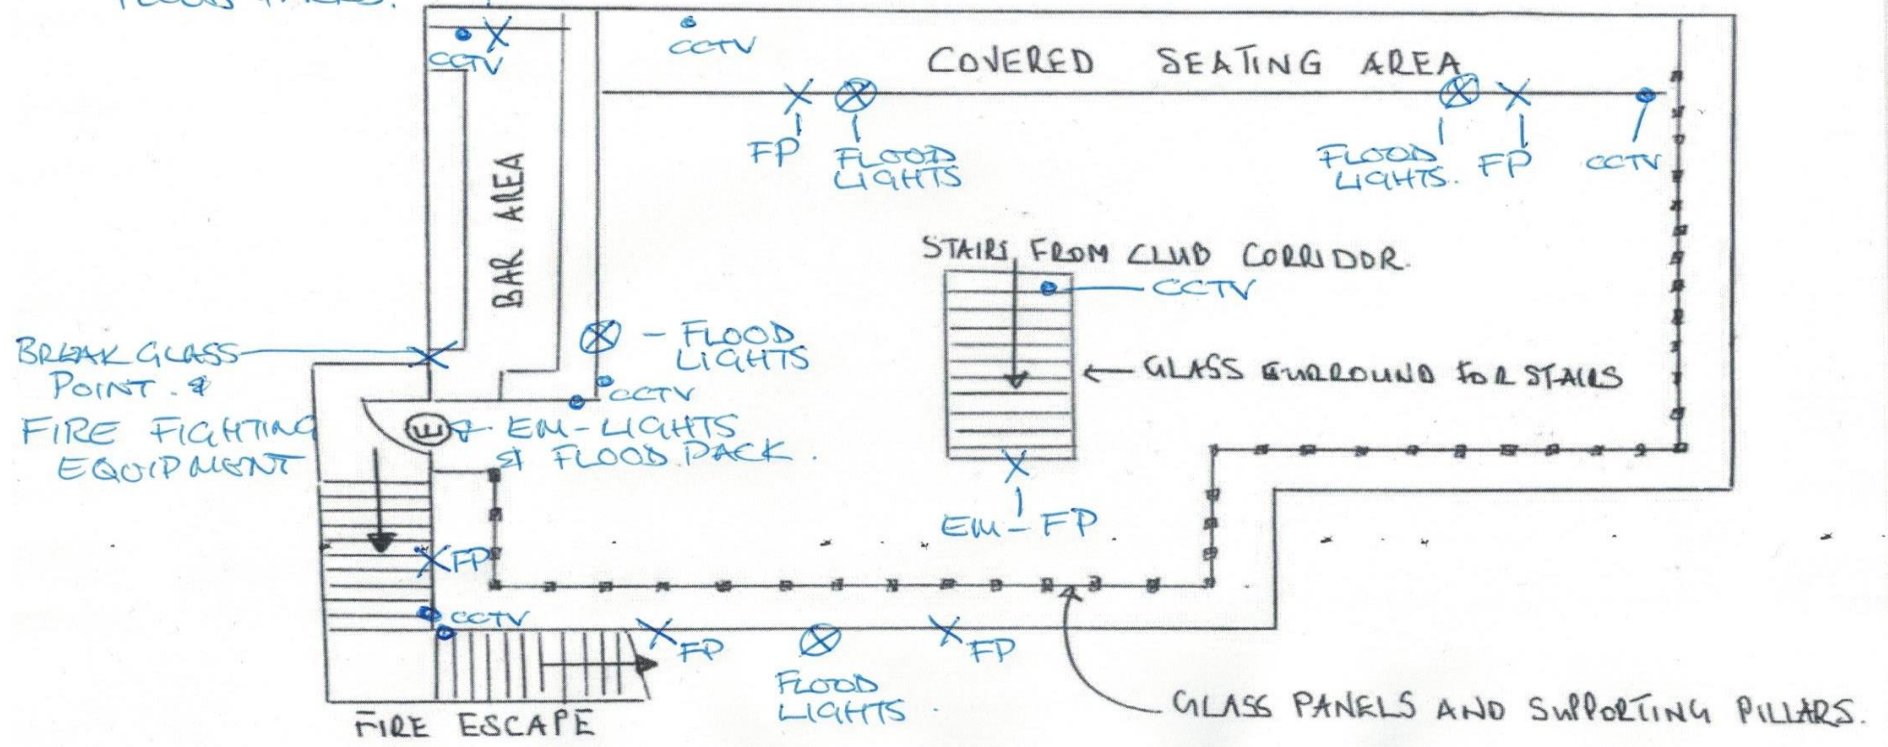 CCTV
CCTV
COVERED SEATING AREA
FP
FLOOD
LIGHTS
FLOOD
LIGHTS.
FP
CCTV
BAR AREA
STAIRS FROM CLUB CORRIDOR.
CCTV
BREAK GLASS
POINT. &
FIRE FIGHTING
EQUIPMENT
- FLOOD
LIGHTS
CCTV
GLASS SURROUND FOR STAIRS
E
EM-LIGHTS
& FLOOD PACK.
EM-FP
FP
CCTV
FP
FP
FLOOD
LIGHTS.
GLASS PANELS AND SUPPORTING PILLARS.
FIRE ESCAPE